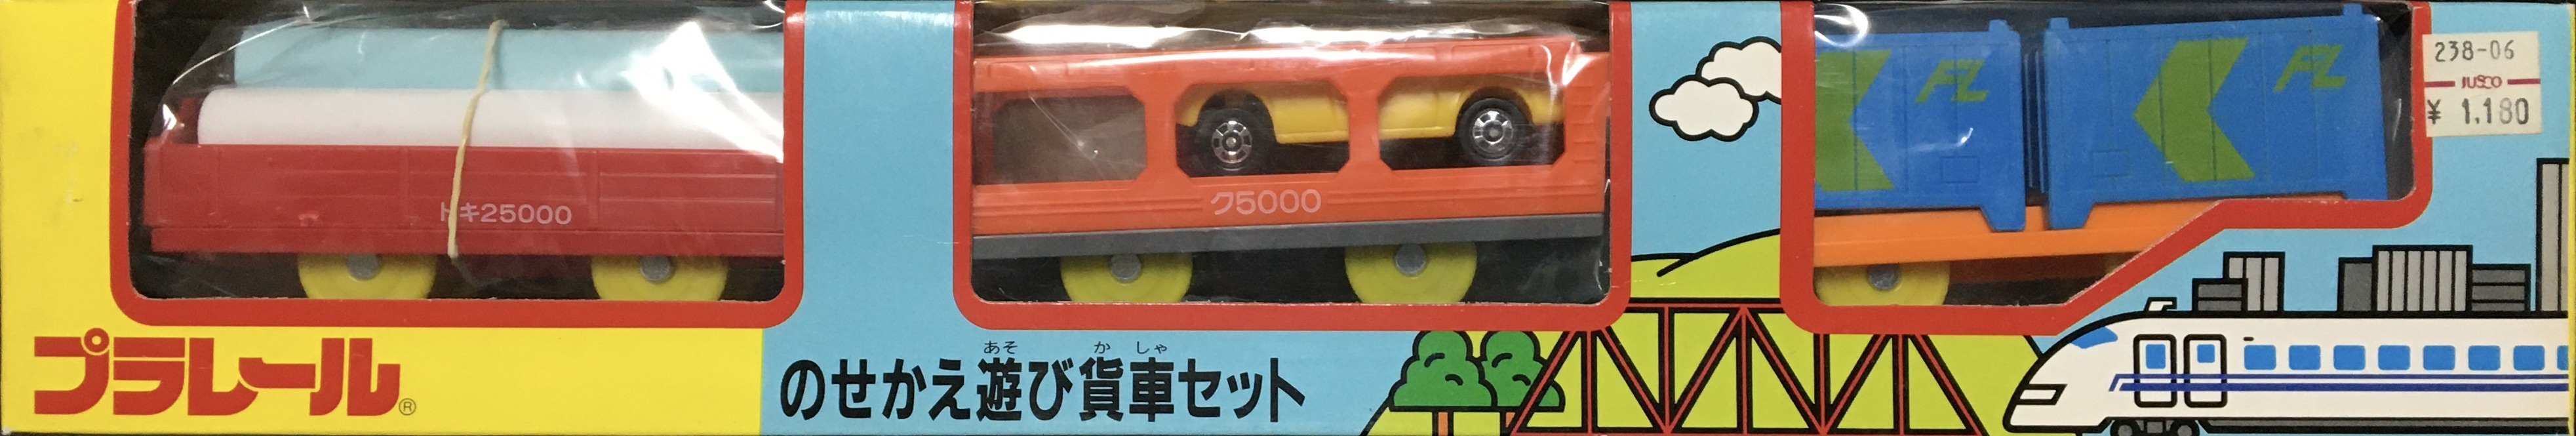 FL
FL
238-06
JUSCO
¥ 1,180
トキ25000
ク5000
プラレール®
あそ か しゃ
のせかえ遊び貨車セット